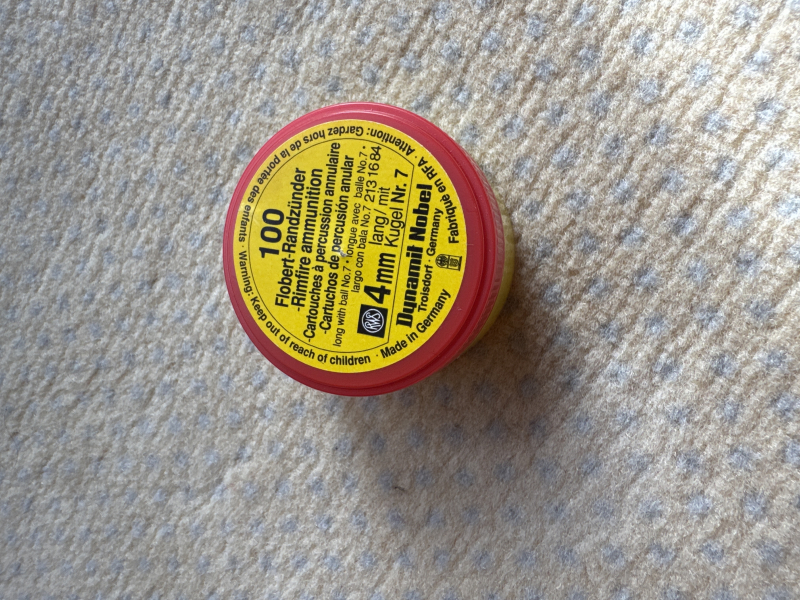 100
Flobert-Randzünder
-Rimfire ammunition
-Cartouches à percussion annulaire
-Cartuchos de percusión anular
long with ball No.7 · longue avec balle No.7 ·
largo con bala No.7 213 16 84
RWS 4 mm lang / mit
Kugel Nr. 7
Dynamit Nobel
Troisdorf · Germany
Made in Germany · Warning: Keep out of reach of children · Attention: Gardez hors de la portée des enfants · Fabriqué en RFA